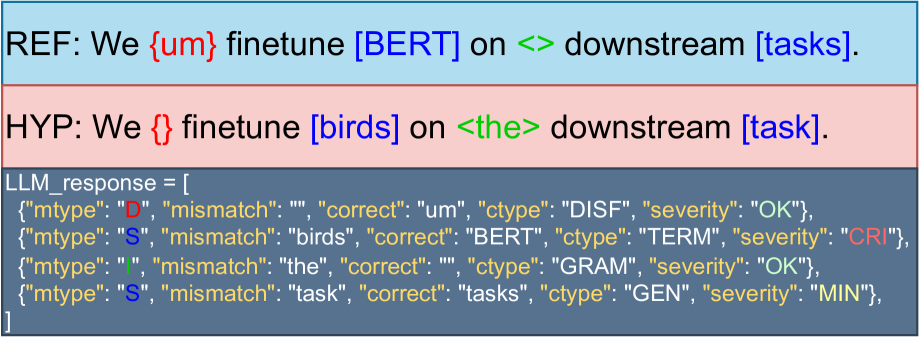 REF: We {um} finetune [BERT] on <> downstream [tasks].
HYP: We {} finetune [birds] on <the> downstream [task].
LLM_response = [
{"mtype": "D", "mismatch": "", "correct": "um", "ctype": "DISF", "severity": "OK"},
{"mtype": "S", "mismatch": "birds", "correct": "BERT", "ctype": "TERM", "severity": "CRI"},
{"mtype": "I", "mismatch": "the", "correct": "", "ctype": "GRAM", "severity": "OK"},
{"mtype": "S", "mismatch": "task", "correct": "tasks", "ctype": "GEN", "severity": "MIN"},
]